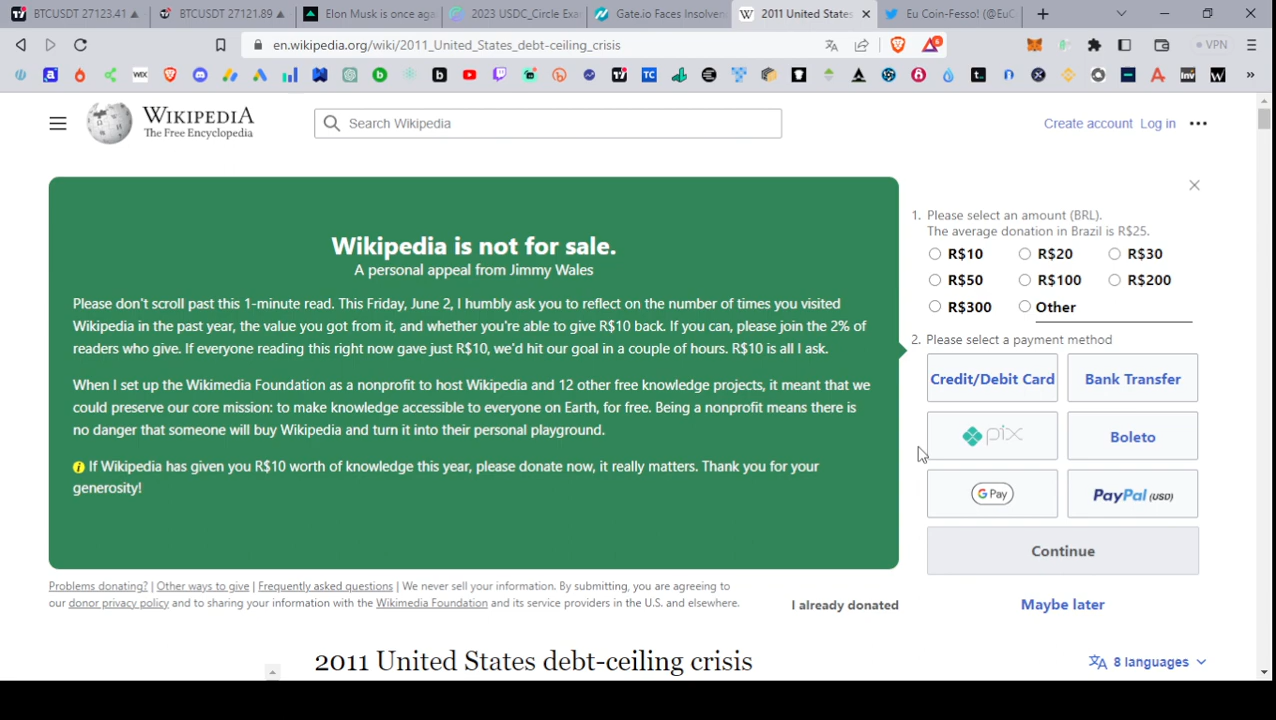 BTCUSDT 27123.41 ▲
BTCUSDT 27121.89 ▲
Elon Musk is once aga
2023 USDC_Circle Exa
Gate.io Faces Insolven
2011 United States
Eu Coin-Fesso! (@EuC
en.wikipedia.org/wiki/2011_United_States_debt-ceiling_crisis
VPN
WIKIPEDIA
The Free Encyclopedia
Search Wikipedia
Create account Log in
Wikipedia is not for sale.
A personal appeal from Jimmy Wales
Please don't scroll past this 1-minute read. This Friday, June 2, I humbly ask you to reflect on the number of times you visited
Wikipedia in the past year, the value you got from it, and whether you're able to give R$10 back. If you can, please join the 2% of
readers who give. If everyone reading this right now gave just R$10, we'd hit our goal in a couple of hours. R$10 is all I ask.
When I set up the Wikimedia Foundation as a nonprofit to host Wikipedia and 12 other free knowledge projects, it meant that we
could preserve our core mission: to make knowledge accessible to everyone on Earth, for free. Being a nonprofit means there is
no danger that someone will buy Wikipedia and turn it into their personal playground.
If Wikipedia has given you R$10 worth of knowledge this year, please donate now, it really matters. Thank you for your
generosity!
1. Please select an amount (BRL).
The average donation in Brazil is R$25.
R$10 R$20 R$30
R$50 R$100 R$200
R$300 Other
2. Please select a payment method
Credit/Debit Card Bank Transfer
pix Boleto
G Pay PayPal (USD)
Continue
Problems donating? | Other ways to give | Frequently asked questions | We never sell your information. By submitting, you are agreeing to
our donor privacy policy and to sharing your information with the Wikimedia Foundation and its service providers in the U.S. and elsewhere.
I already donated
Maybe later
2011 United States debt-ceiling crisis
8 languages